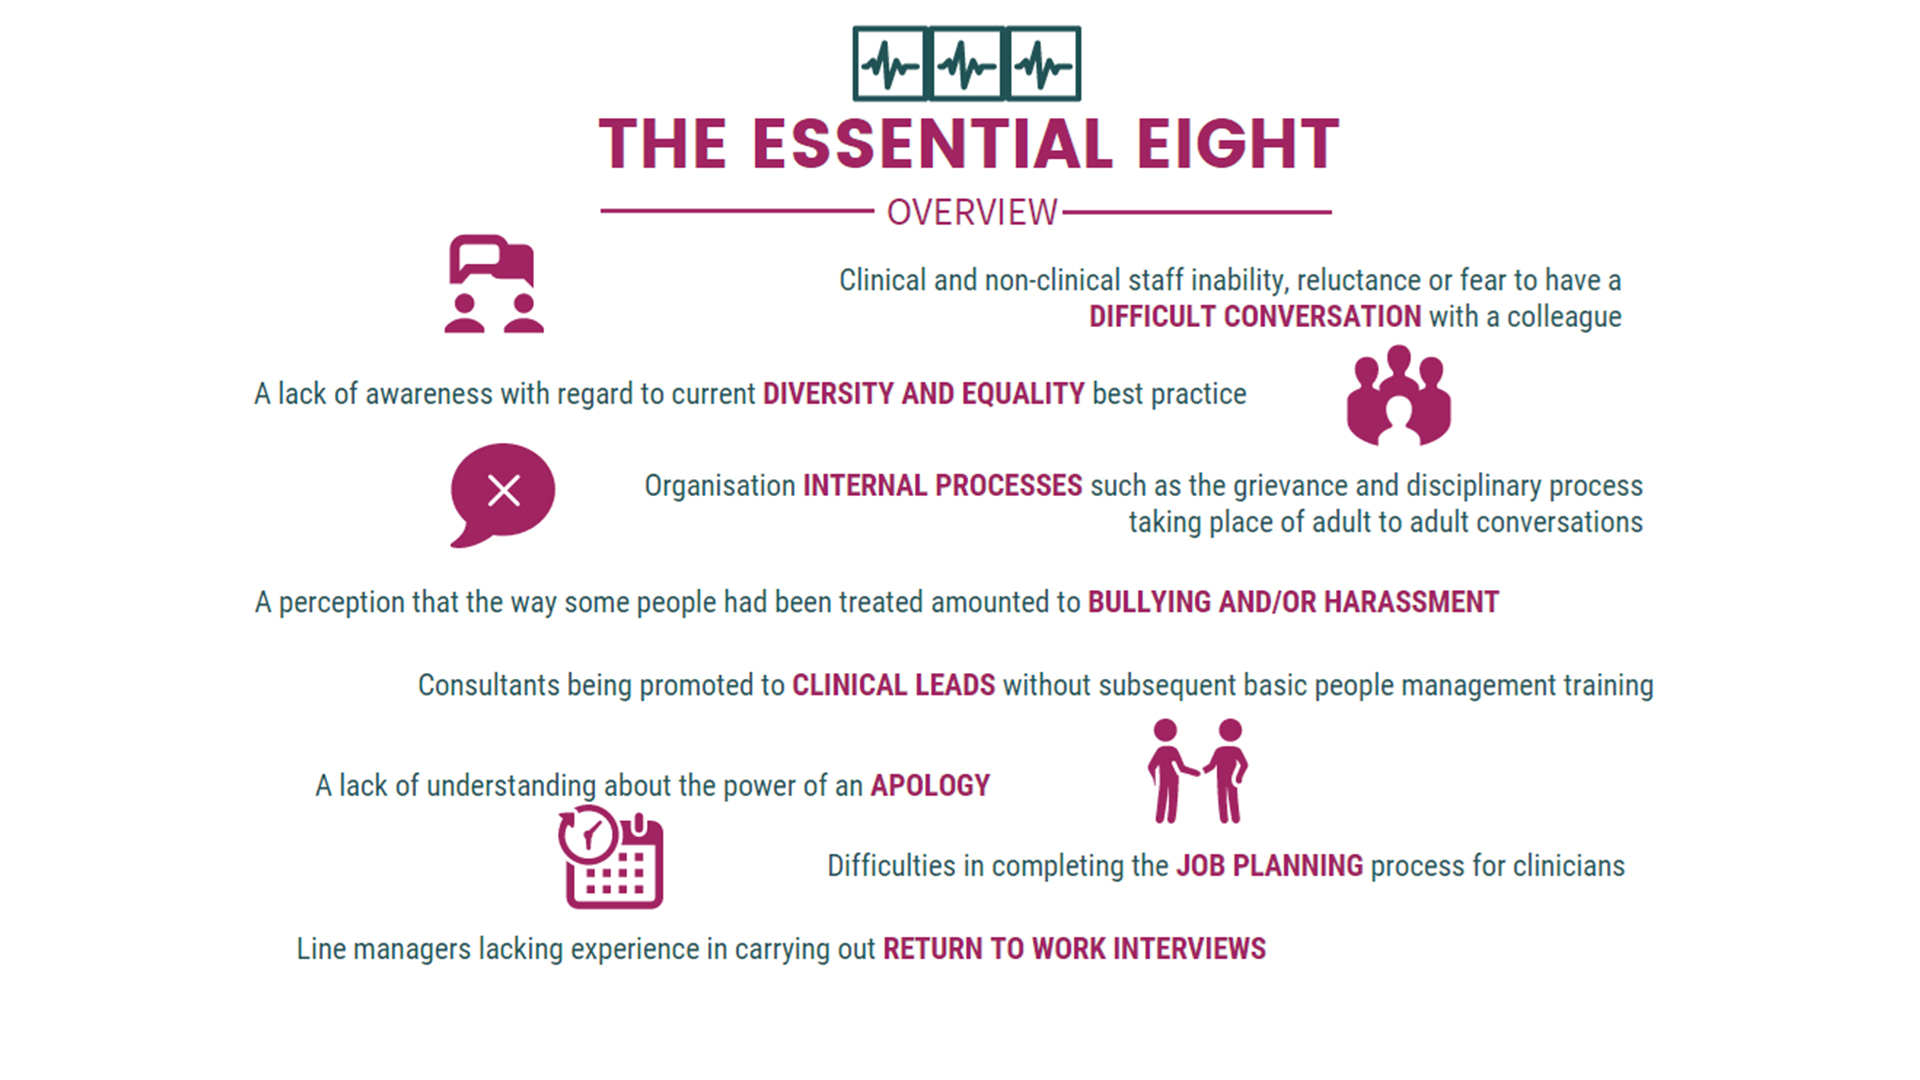 THE ESSENTIAL EIGHT
OVERVIEW
Clinical and non-clinical staff inability, reluctance or fear to have a
DIFFICULT CONVERSATION with a colleague
A lack of awareness with regard to current DIVERSITY AND EQUALITY best practice
Organisation INTERNAL PROCESSES such as the grievance and disciplinary process
taking place of adult to adult conversations
A perception that the way some people had been treated amounted to BULLYING AND/OR HARASSMENT
Consultants being promoted to CLINICAL LEADS without subsequent basic people management training
A lack of understanding about the power of an APOLOGY
Difficulties in completing the JOB PLANNING process for clinicians
Line managers lacking experience in carrying out RETURN TO WORK INTERVIEWS